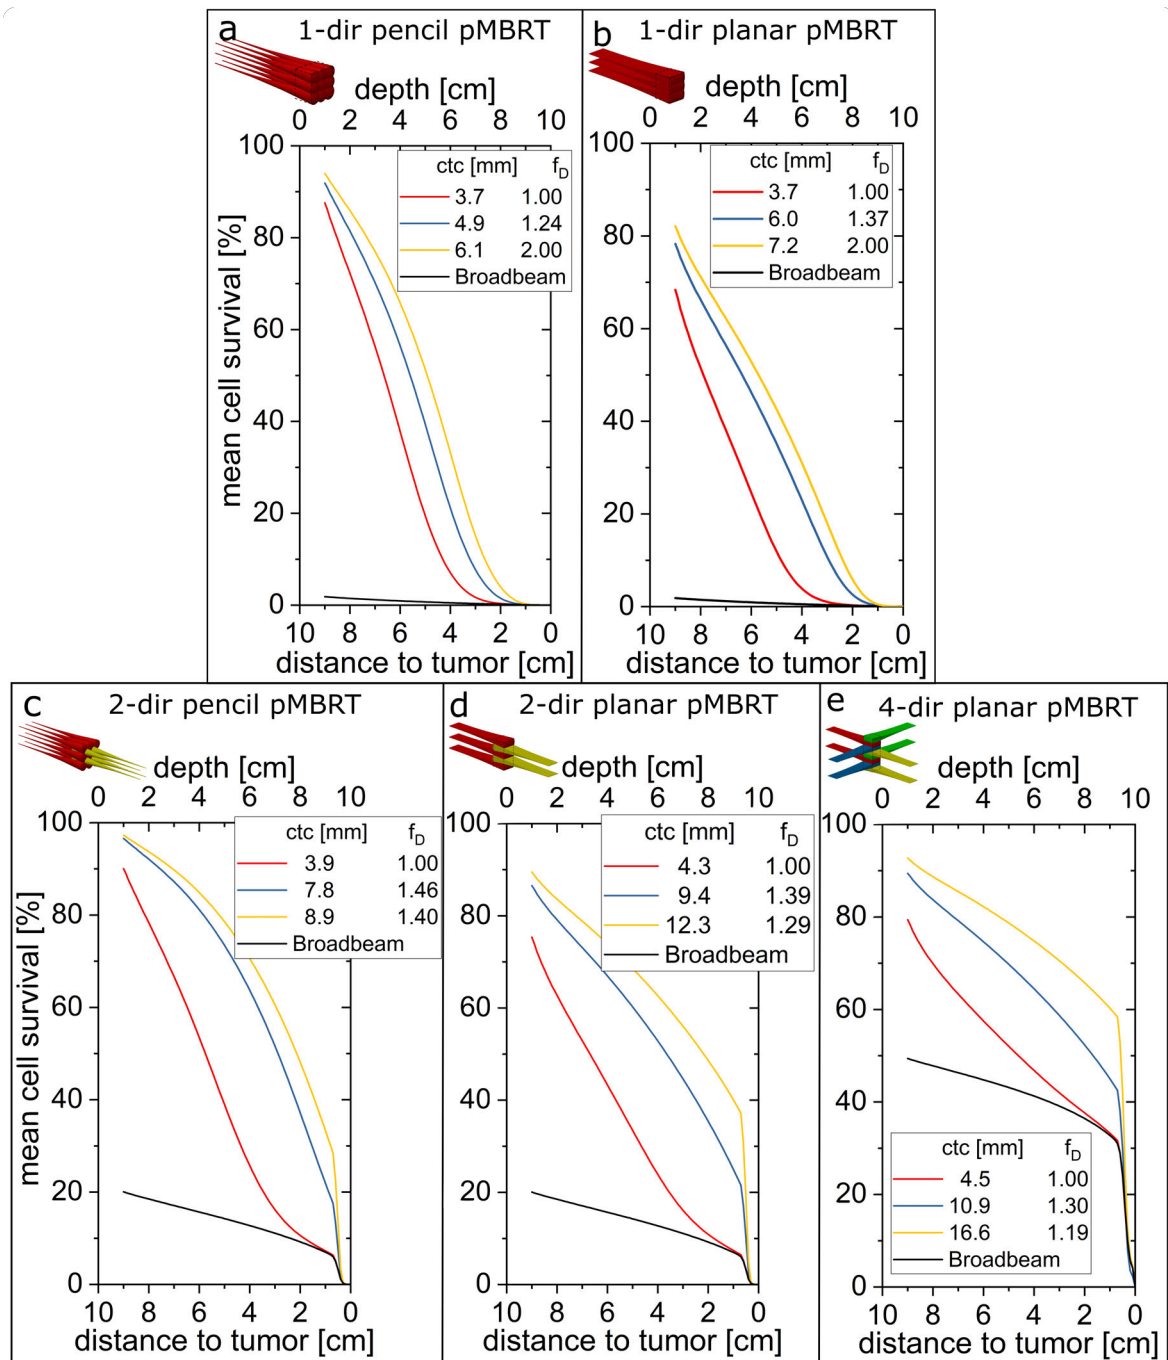 a 1-dir pencil pMBRT
depth [cm]
0 2 4 6 8 10
100
80
60
40
20
0
mean cell survival [%]
ctc [mm] f_D
3.7 1.00
4.9 1.24
6.1 2.00
Broadbeam
10 8 6 4 2 0
distance to tumor [cm]
b 1-dir planar pMBRT
depth [cm]
0 2 4 6 8 10
100
80
60
40
20
0
ctc [mm] f_D
3.7 1.00
6.0 1.37
7.2 2.00
Broadbeam
10 8 6 4 2 0
distance to tumor [cm]
c 2-dir pencil pMBRT
depth [cm]
0 2 4 6 8 10
100
80
60
40
20
0
mean cell survival [%]
ctc [mm] f_D
3.9 1.00
7.8 1.46
8.9 1.40
Broadbeam
10 8 6 4 2 0
distance to tumor [cm]
d 2-dir planar pMBRT
depth [cm]
0 2 4 6 8 10
100
80
60
40
20
0
ctc [mm] f_D
4.3 1.00
9.4 1.39
12.3 1.29
Broadbeam
10 8 6 4 2 0
distance to tumor [cm]
e 4-dir planar pMBRT
depth [cm]
0 2 4 6 8 10
100
80
60
40
20
0
ctc [mm] f_D
4.5 1.00
10.9 1.30
16.6 1.19
Broadbeam
10 8 6 4 2 0
distance to tumor [cm]